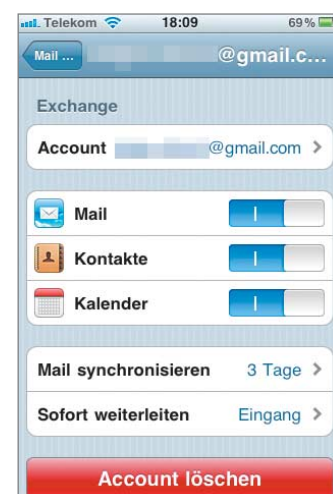 Telekom 18:09 69%
Mail ... @gmail.c...
Exchange
Account @gmail.com >
Mail I
Kontakte I
Kalender I
Mail synchronisieren 3 Tage >
Sofort weiterleiten Eingang >
Account löschen